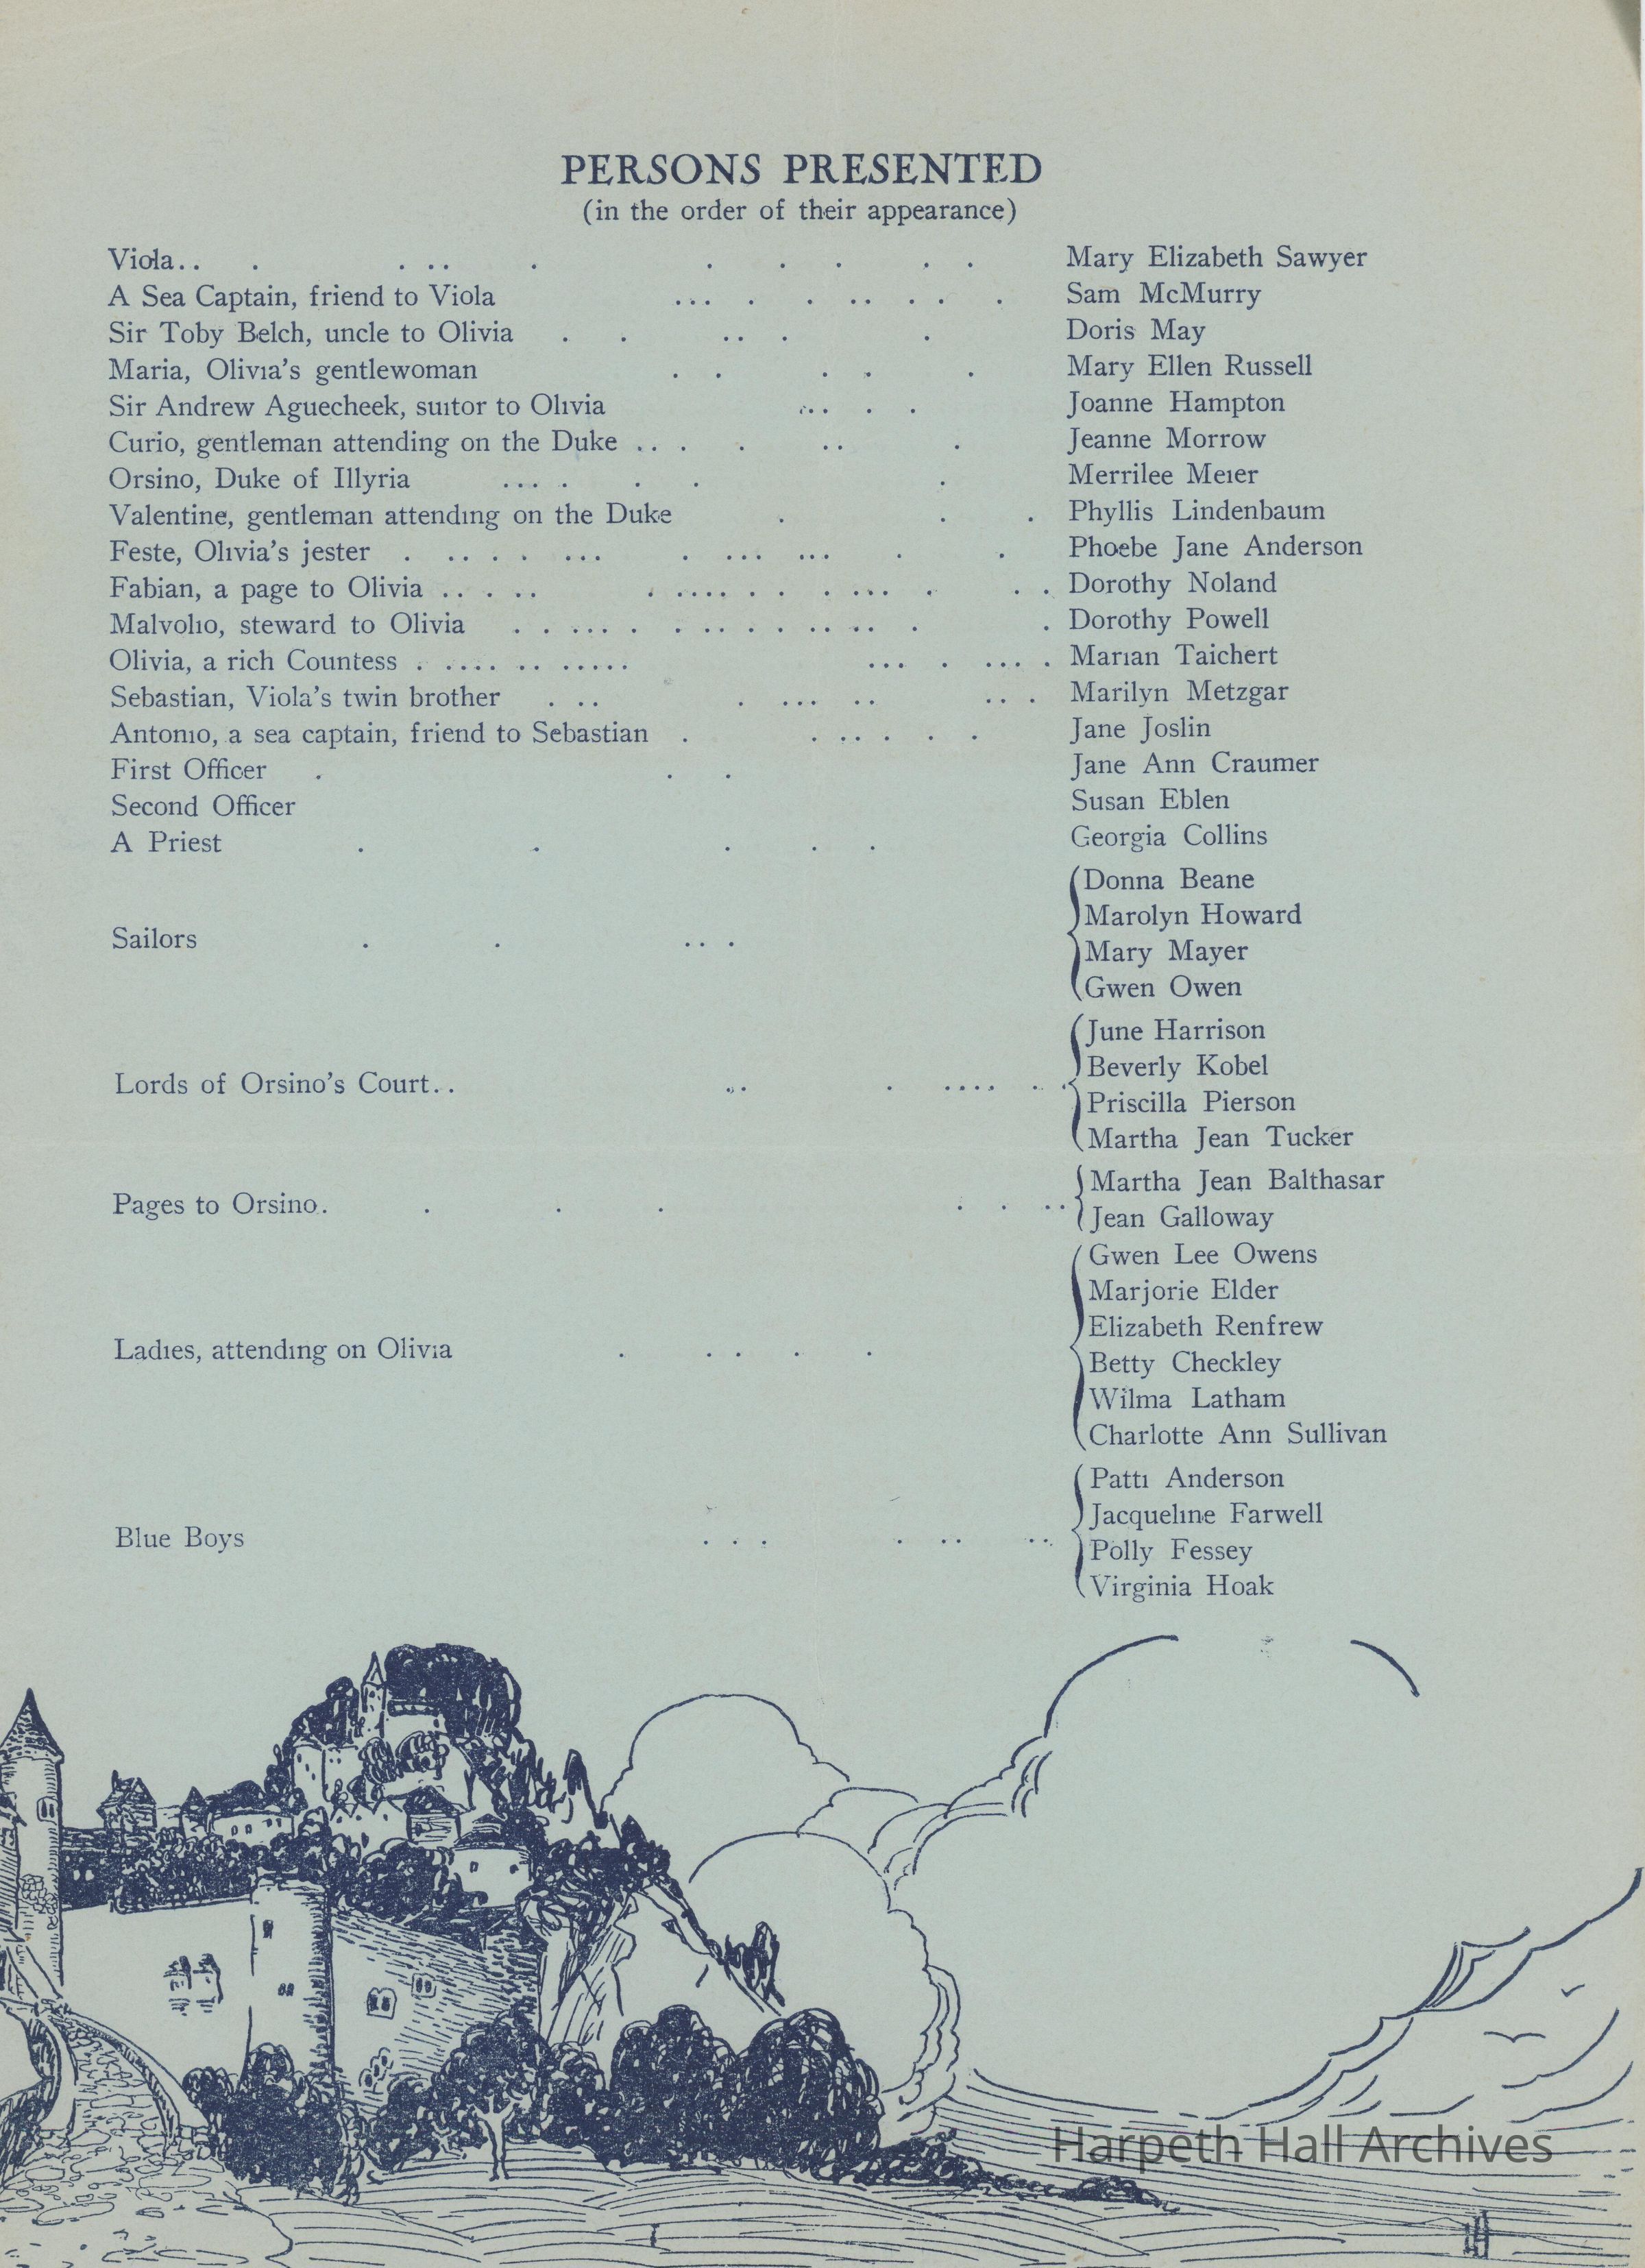 PERSONS PRESENTED
(in the order of their appearance)
Viola Mary Elizabeth Sawyer
A Sea Captain, friend to Viola Sam McMurry
Sir Toby Belch, uncle to Olivia Doris May
Maria, Olivia's gentlewoman Mary Ellen Russell
Sir Andrew Aguecheek, suitor to Olivia Joanne Hampton
Curio, gentleman attending on the Duke Jeanne Morrow
Orsino, Duke of Illyria Merrilee Meier
Valentine, gentleman attending on the Duke Phyllis Lindenbaum
Feste, Olivia's jester Phoebe Jane Anderson
Fabian, a page to Olivia Dorothy Noland
Malvolio, steward to Olivia Dorothy Powell
Olivia, a rich Countess Marian Taichert
Sebastian, Viola's twin brother Marilyn Metzgar
Antonio, a sea captain, friend to Sebastian Jane Joslin
First Officer Jane Ann Craumer
Second Officer Susan Eblen
A Priest Georgia Collins
Sailors
Donna Beane
Marolyn Howard
Mary Mayer
Gwen Owen
Lords of Orsino's Court
June Harrison
Beverly Kobel
Priscilla Pierson
Martha Jean Tucker
Pages to Orsino
Martha Jean Balthasar
Jean Galloway
Ladies, attending on Olivia
Gwen Lee Owens
Marjorie Elder
Elizabeth Renfrew
Betty Checkley
Wilma Latham
Charlotte Ann Sullivan
Blue Boys
Patti Anderson
Jacqueline Farwell
Polly Fessey
Virginia Hoak
Harpeth Hall Archives